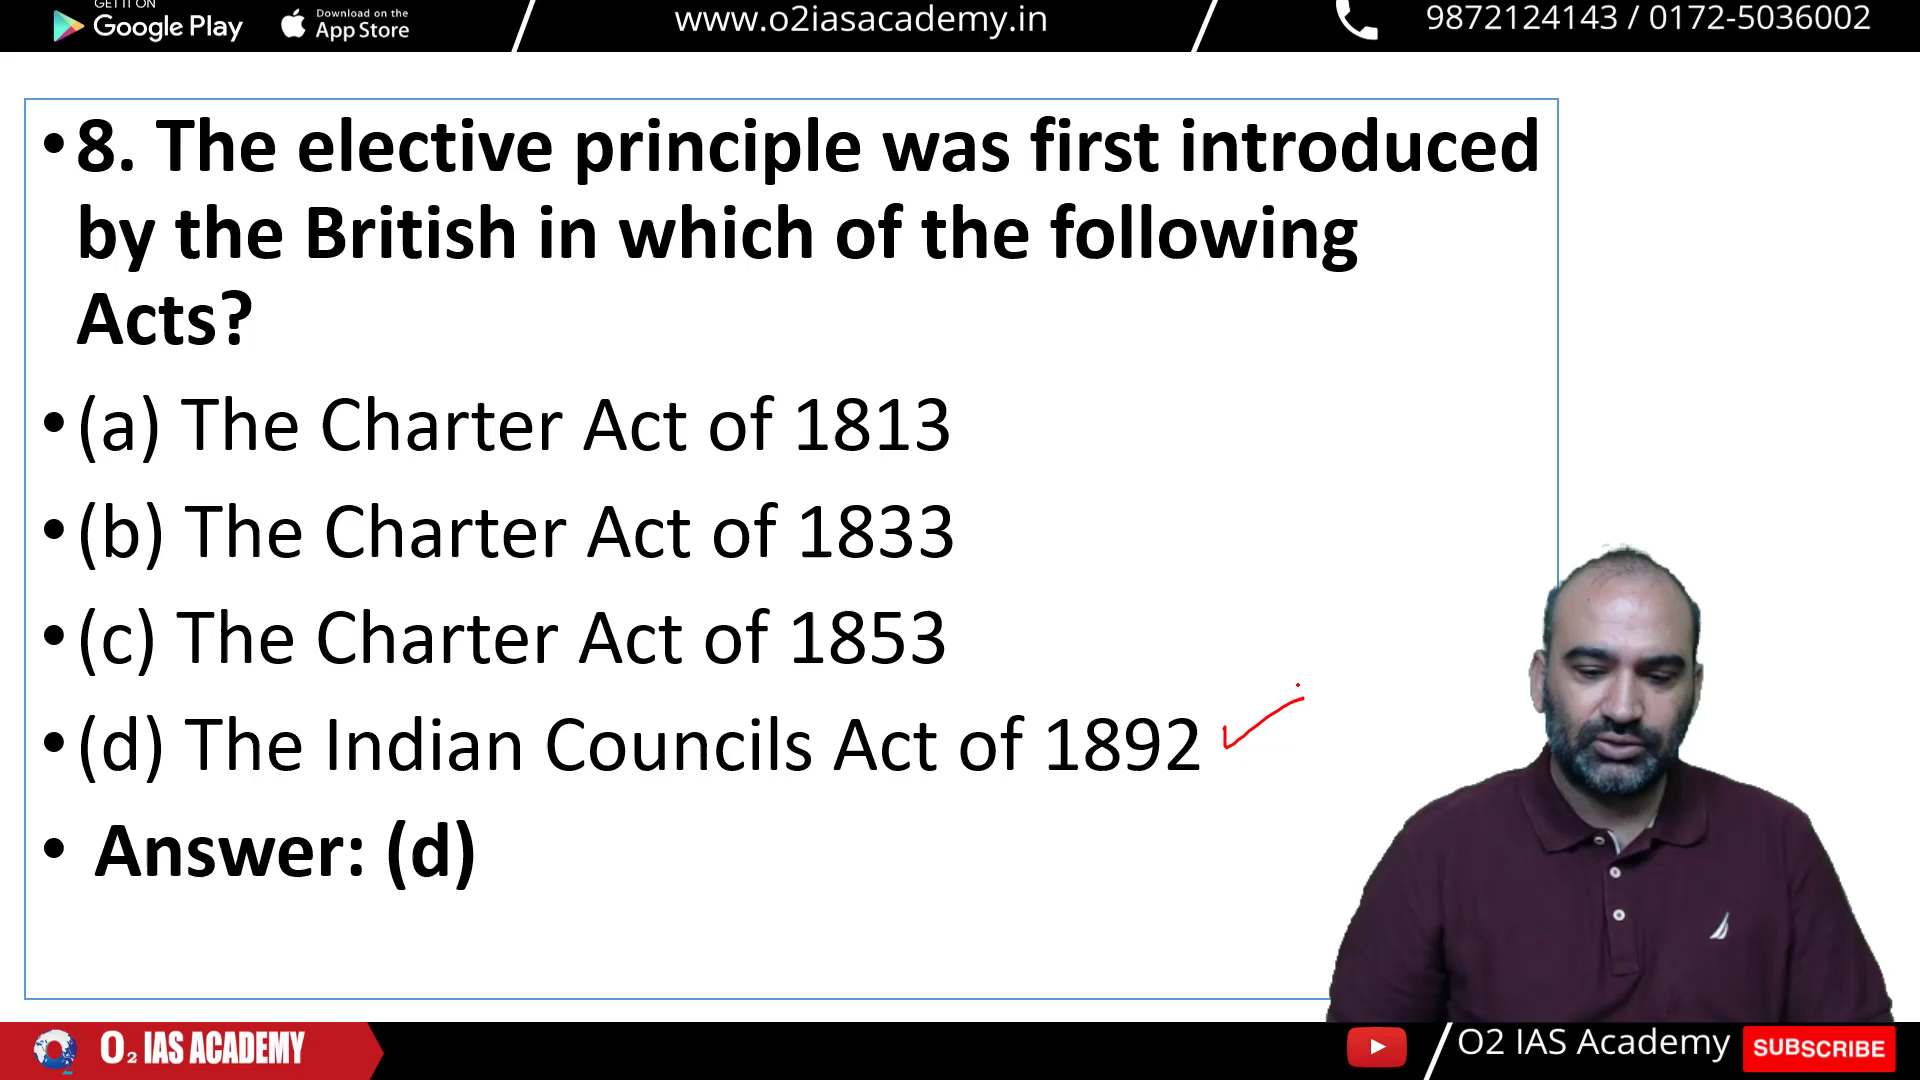 GET IT ON
Google Play
Download on the
App Store
www.o2iasacademy.in
9872124143 / 0172-5036002
•8. The elective principle was first introduced
by the British in which of the following
Acts?
•(a) The Charter Act of 1813
•(b) The Charter Act of 1833
•(c) The Charter Act of 1853
•(d) The Indian Councils Act of 1892
• Answer: (d)
O2 IAS ACADEMY
O2 IAS Academy
SUBSCRIBE